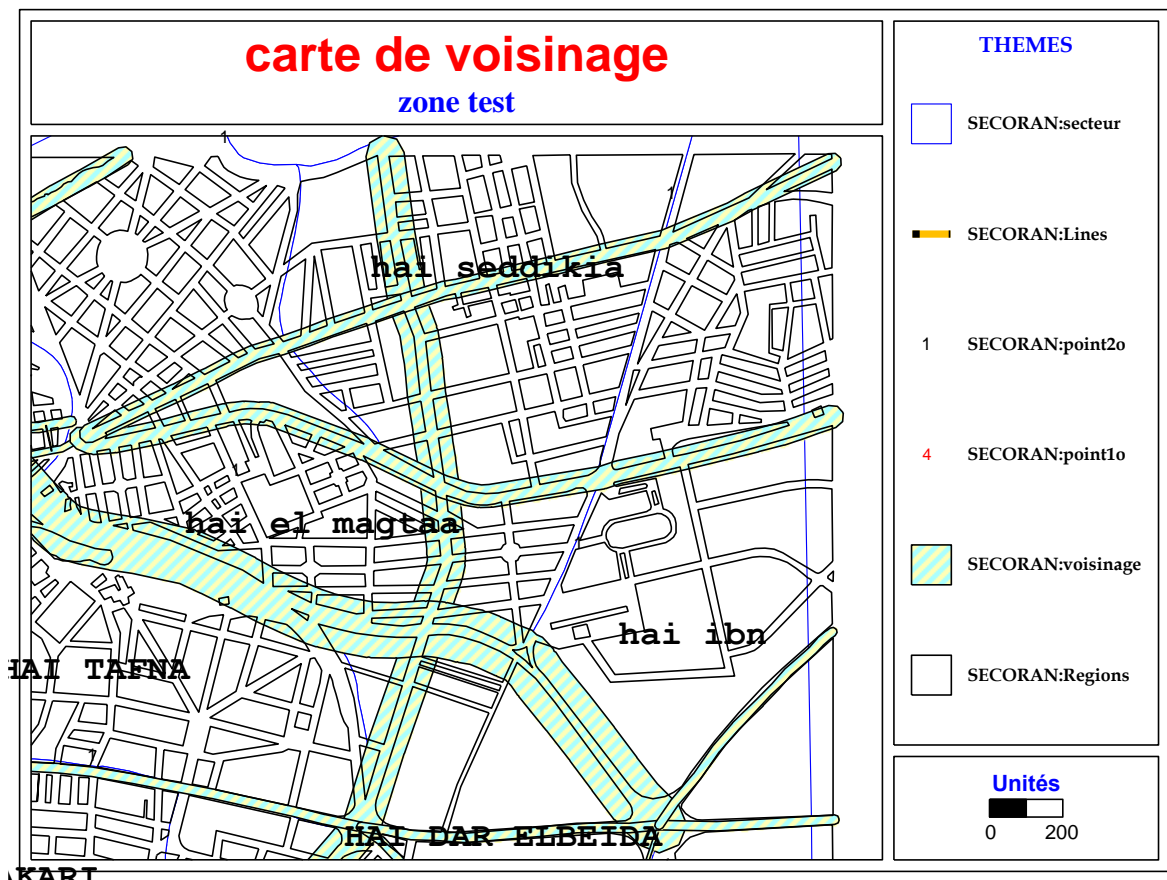 carte de voisinage
zone test
THEMES
SECORAN:secteur
SECORAN:Lines
1 SECORAN:point2o
4 SECORAN:point1o
SECORAN:voisinage
SECORAN:Regions
Unités
0 200
1
1
hai seddikia
1
hai el magtaa
hai ibn
HAI TAFNA
1
HAI DAR ELBEIDA
AKARI